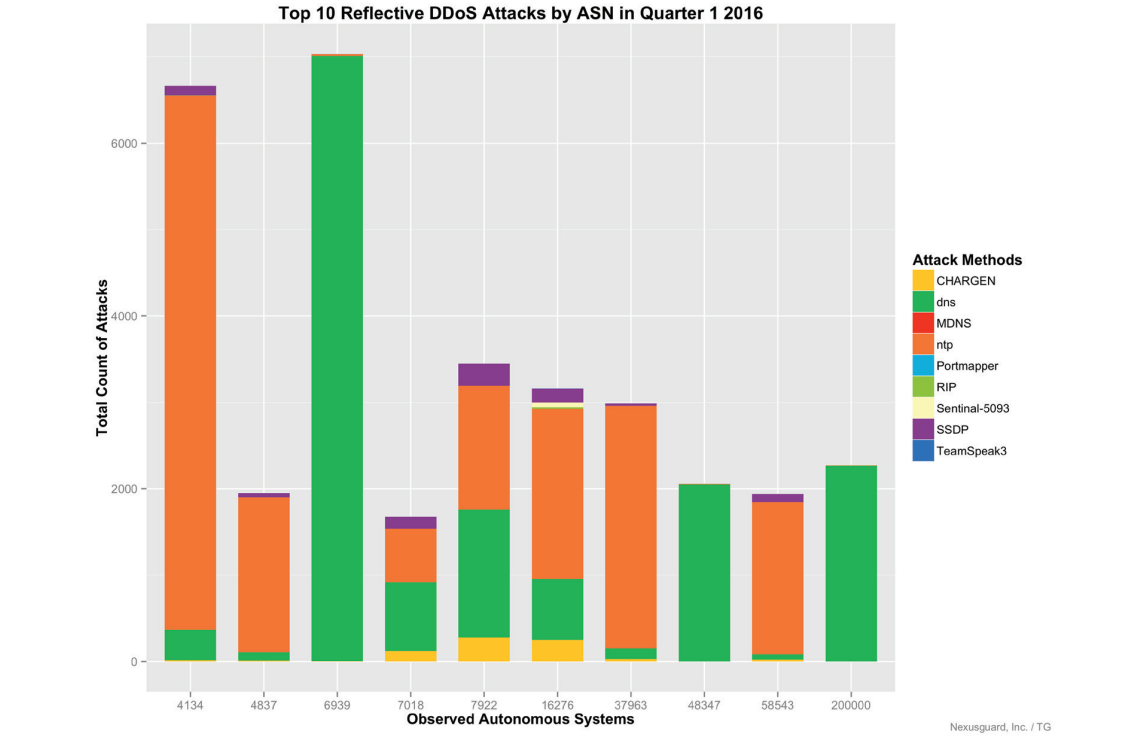 Top 10 Reflective DDoS Attacks by ASN in Quarter 1 2016
Total Count of Attacks
6000
4000
2000
0
4134 4837 6939 7018 7922 16276 37963 48347 58543 200000
Observed Autonomous Systems
Attack Methods
CHARGEN
dns
MDNS
ntp
Portmapper
RIP
Sentinal-5093
SSDP
TeamSpeak3
Nexusguard, Inc. / TG